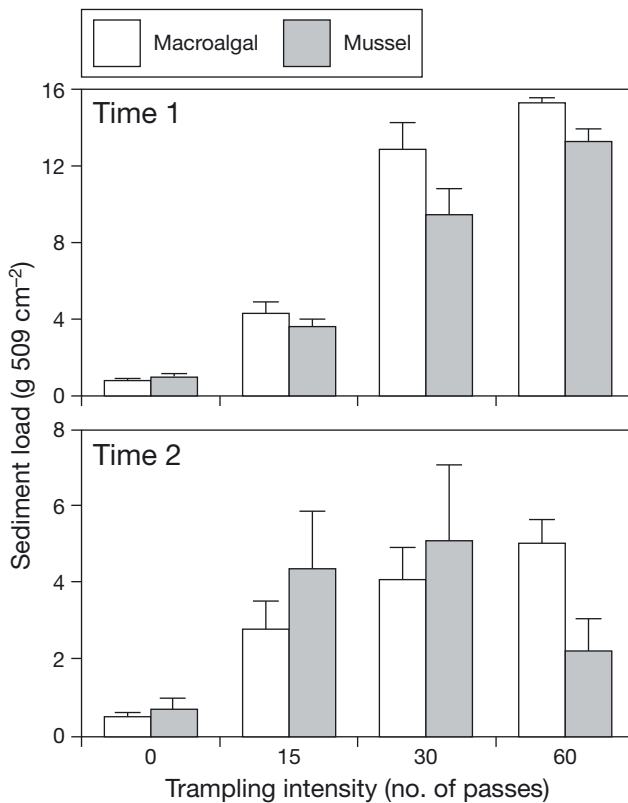 Macroalgal Mussel
Time 1
16
12
8
4
0
Time 2
8
6
4
2
0
0 15 30 60
Trampling intensity (no. of passes)
Sediment load (g 509 cm⁻²)